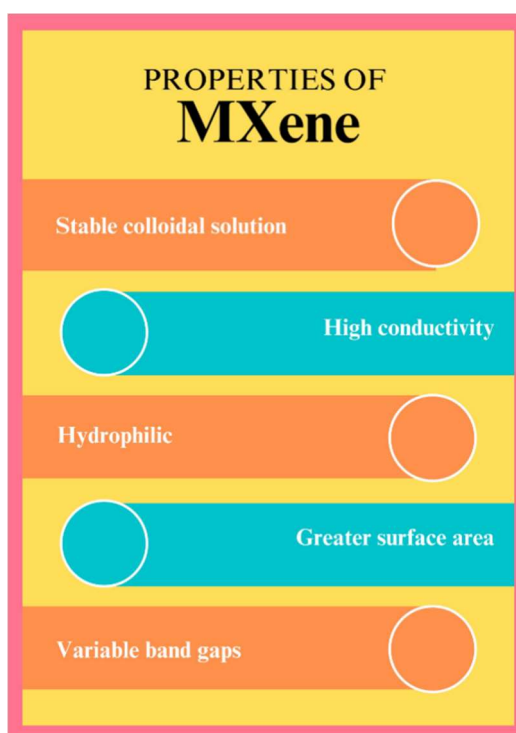 PROPERTIES OF
MXene
Stable colloidal solution
High conductivity
Hydrophilic
Greater surface area
Variable band gaps